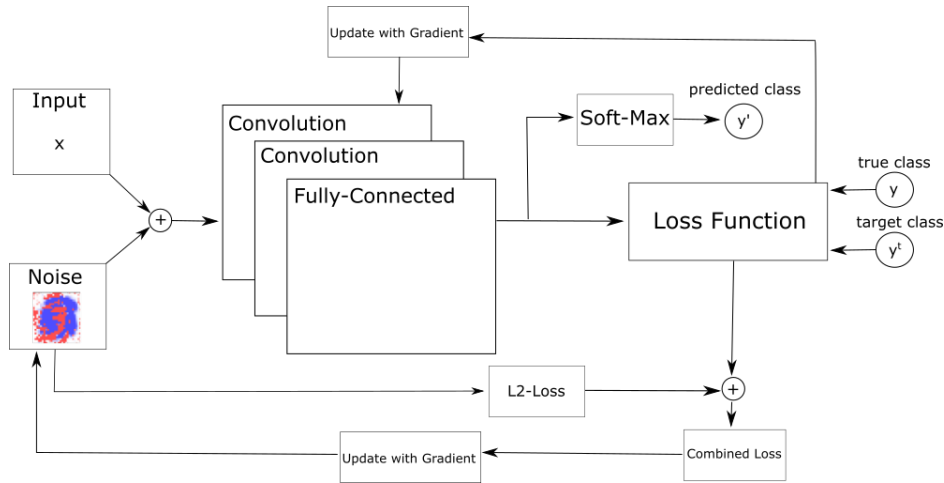 Update with Gradient
Input
x
Convolution
Convolution
Fully-Connected
Soft-Max
predicted class
y'
true class
y
target class
yᵗ
Loss Function
+
Noise
L2-Loss
+
Update with Gradient
Combined Loss